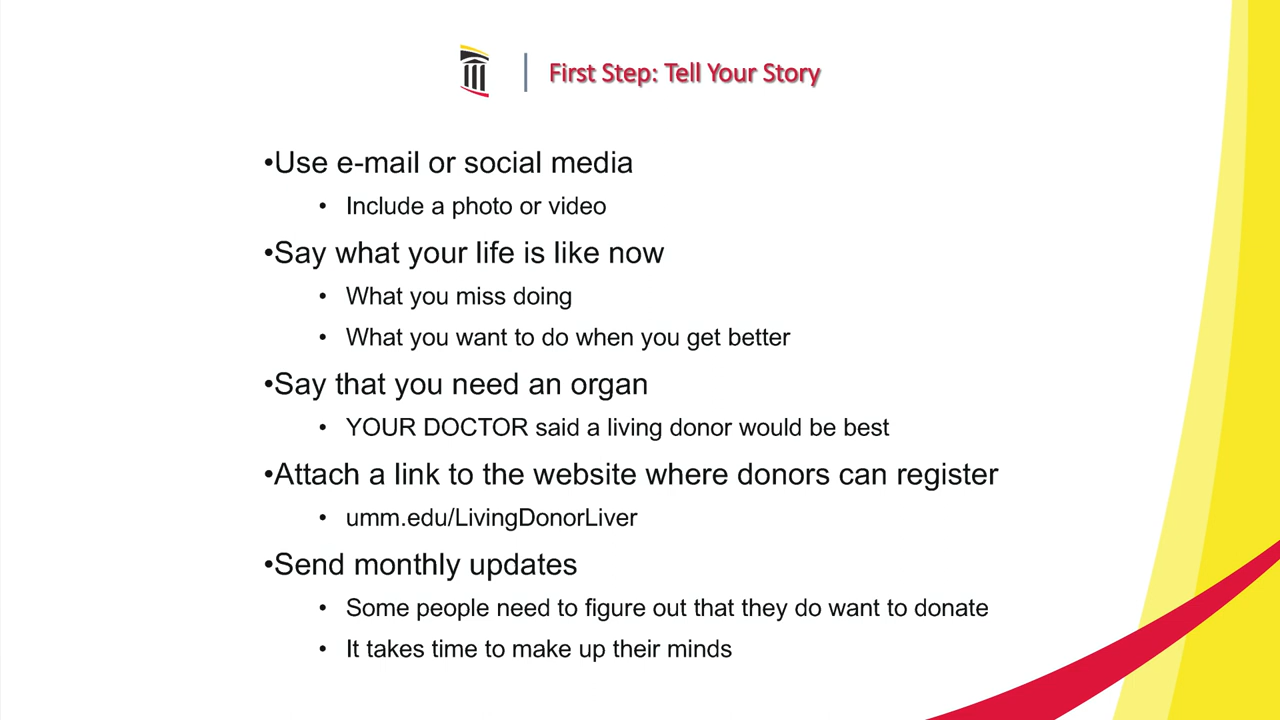 First Step: Tell Your Story
•Use e-mail or social media
• Include a photo or video
•Say what your life is like now
• What you miss doing
• What you want to do when you get better
•Say that you need an organ
• YOUR DOCTOR said a living donor would be best
•Attach a link to the website where donors can register
• umm.edu/LivingDonorLiver
•Send monthly updates
• Some people need to figure out that they do want to donate
• It takes time to make up their minds